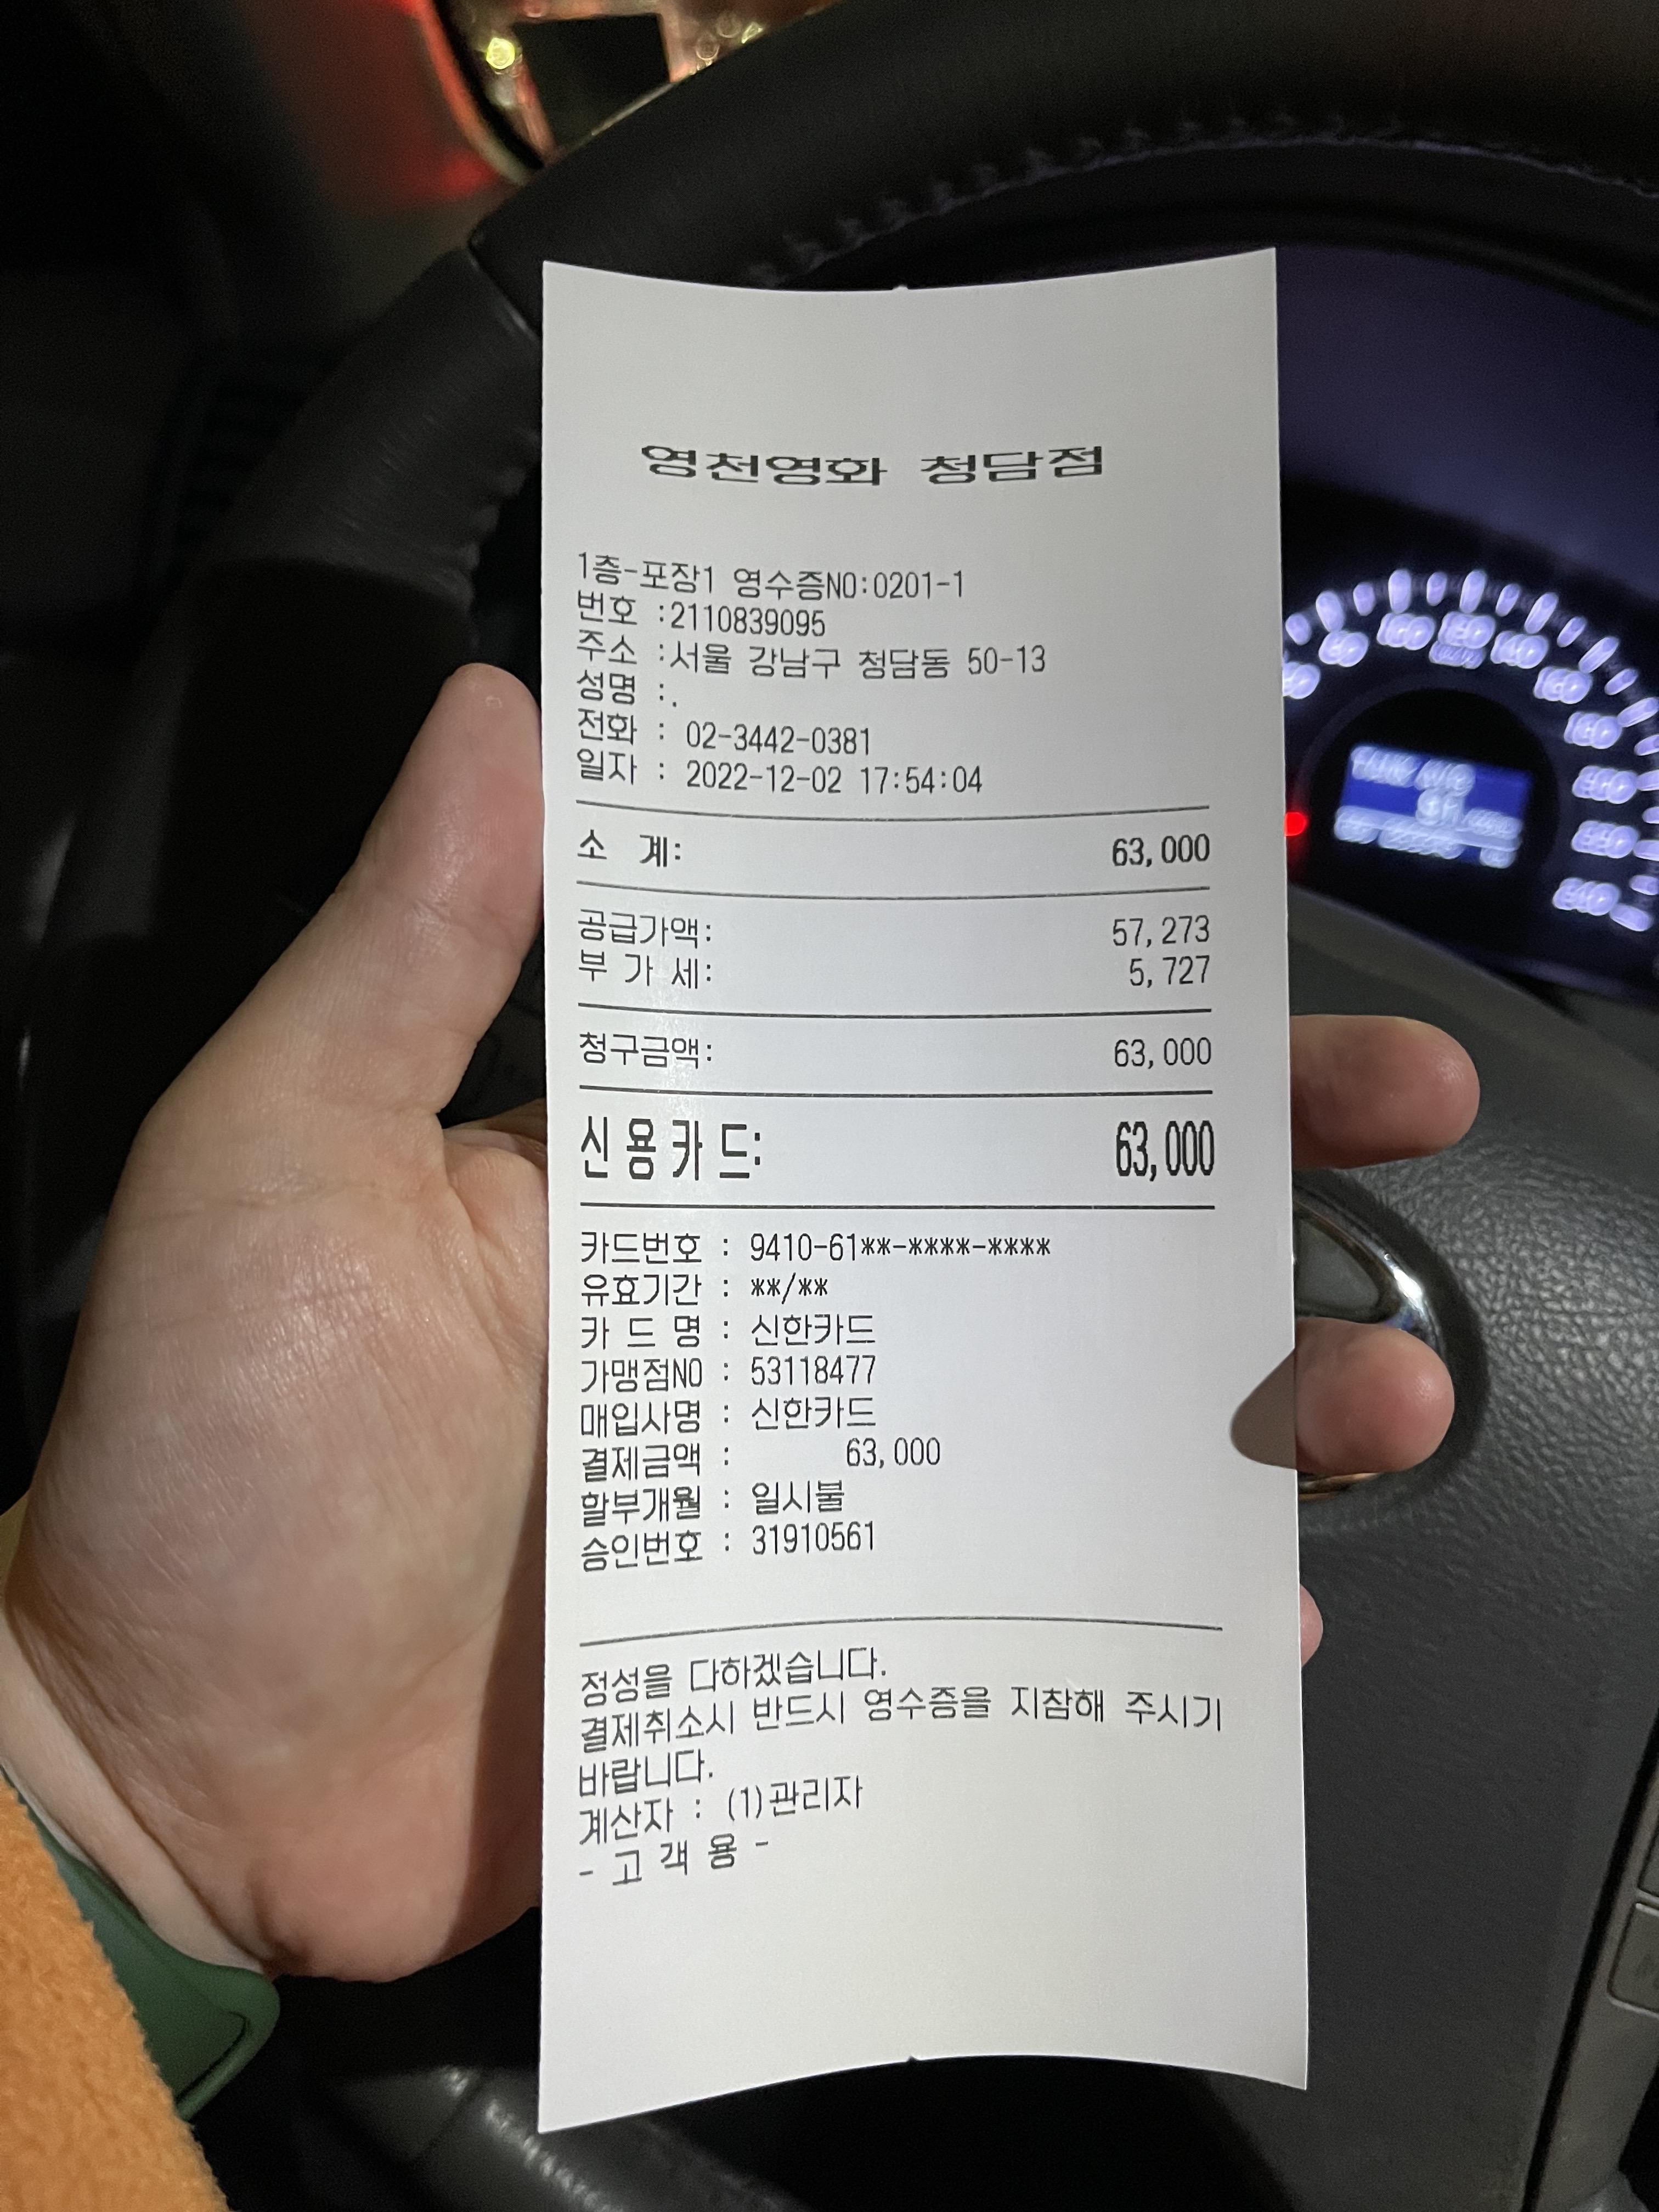 영천영화 청담점
1층-포장1 영수증NO:0201-1
번호 :2110839095
주소 :서울 강남구 청담동 50-13
성명 :.
전화 : 02-3442-0381
일자 : 2022-12-02 17:54:04
소 계: 63,000
공급가액: 57,273
부 가 세: 5,727
청구금액: 63,000
신용카드: 63,000
카드번호 : 9410-61**-****-****
유효기간 : **/**
카 드 명 : 신한카드
가맹점NO : 53118477
매입사명 : 신한카드
결제금액 : 63,000
할부개월 : 일시불
승인번호 : 31910561
정성을 다하겠습니다.
결제취소시 반드시 영수증을 지참해 주시기
바랍니다.
계산자 : (1)관리자
- 고 객 용 -